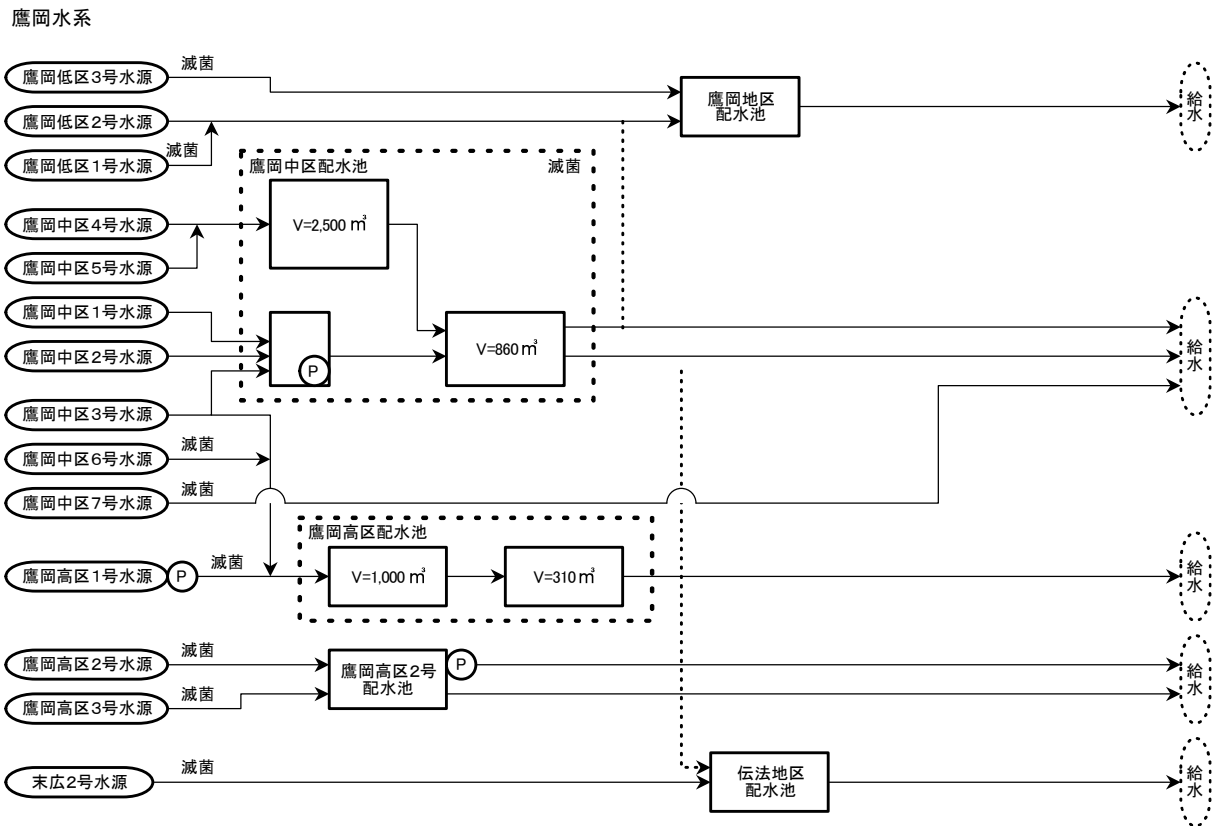 鷹岡水系
滅菌
鷹岡低区3号水源
鷹岡地区
配水池
給水
鷹岡低区2号水源
滅菌
鷹岡低区1号水源
鷹岡中区配水池
滅菌
鷹岡中区4号水源
V=2,500 ㎥
鷹岡中区5号水源
鷹岡中区1号水源
鷹岡中区2号水源
P
V=860㎥
給水
鷹岡中区3号水源
滅菌
鷹岡中区6号水源
滅菌
鷹岡中区7号水源
鷹岡高区配水池
滅菌
鷹岡高区1号水源
P
V=1,000 ㎥
V=310㎥
給水
滅菌
鷹岡高区2号水源
鷹岡高区2号
配水池
P
給水
滅菌
鷹岡高区3号水源
滅菌
末広2号水源
伝法地区
配水池
給水